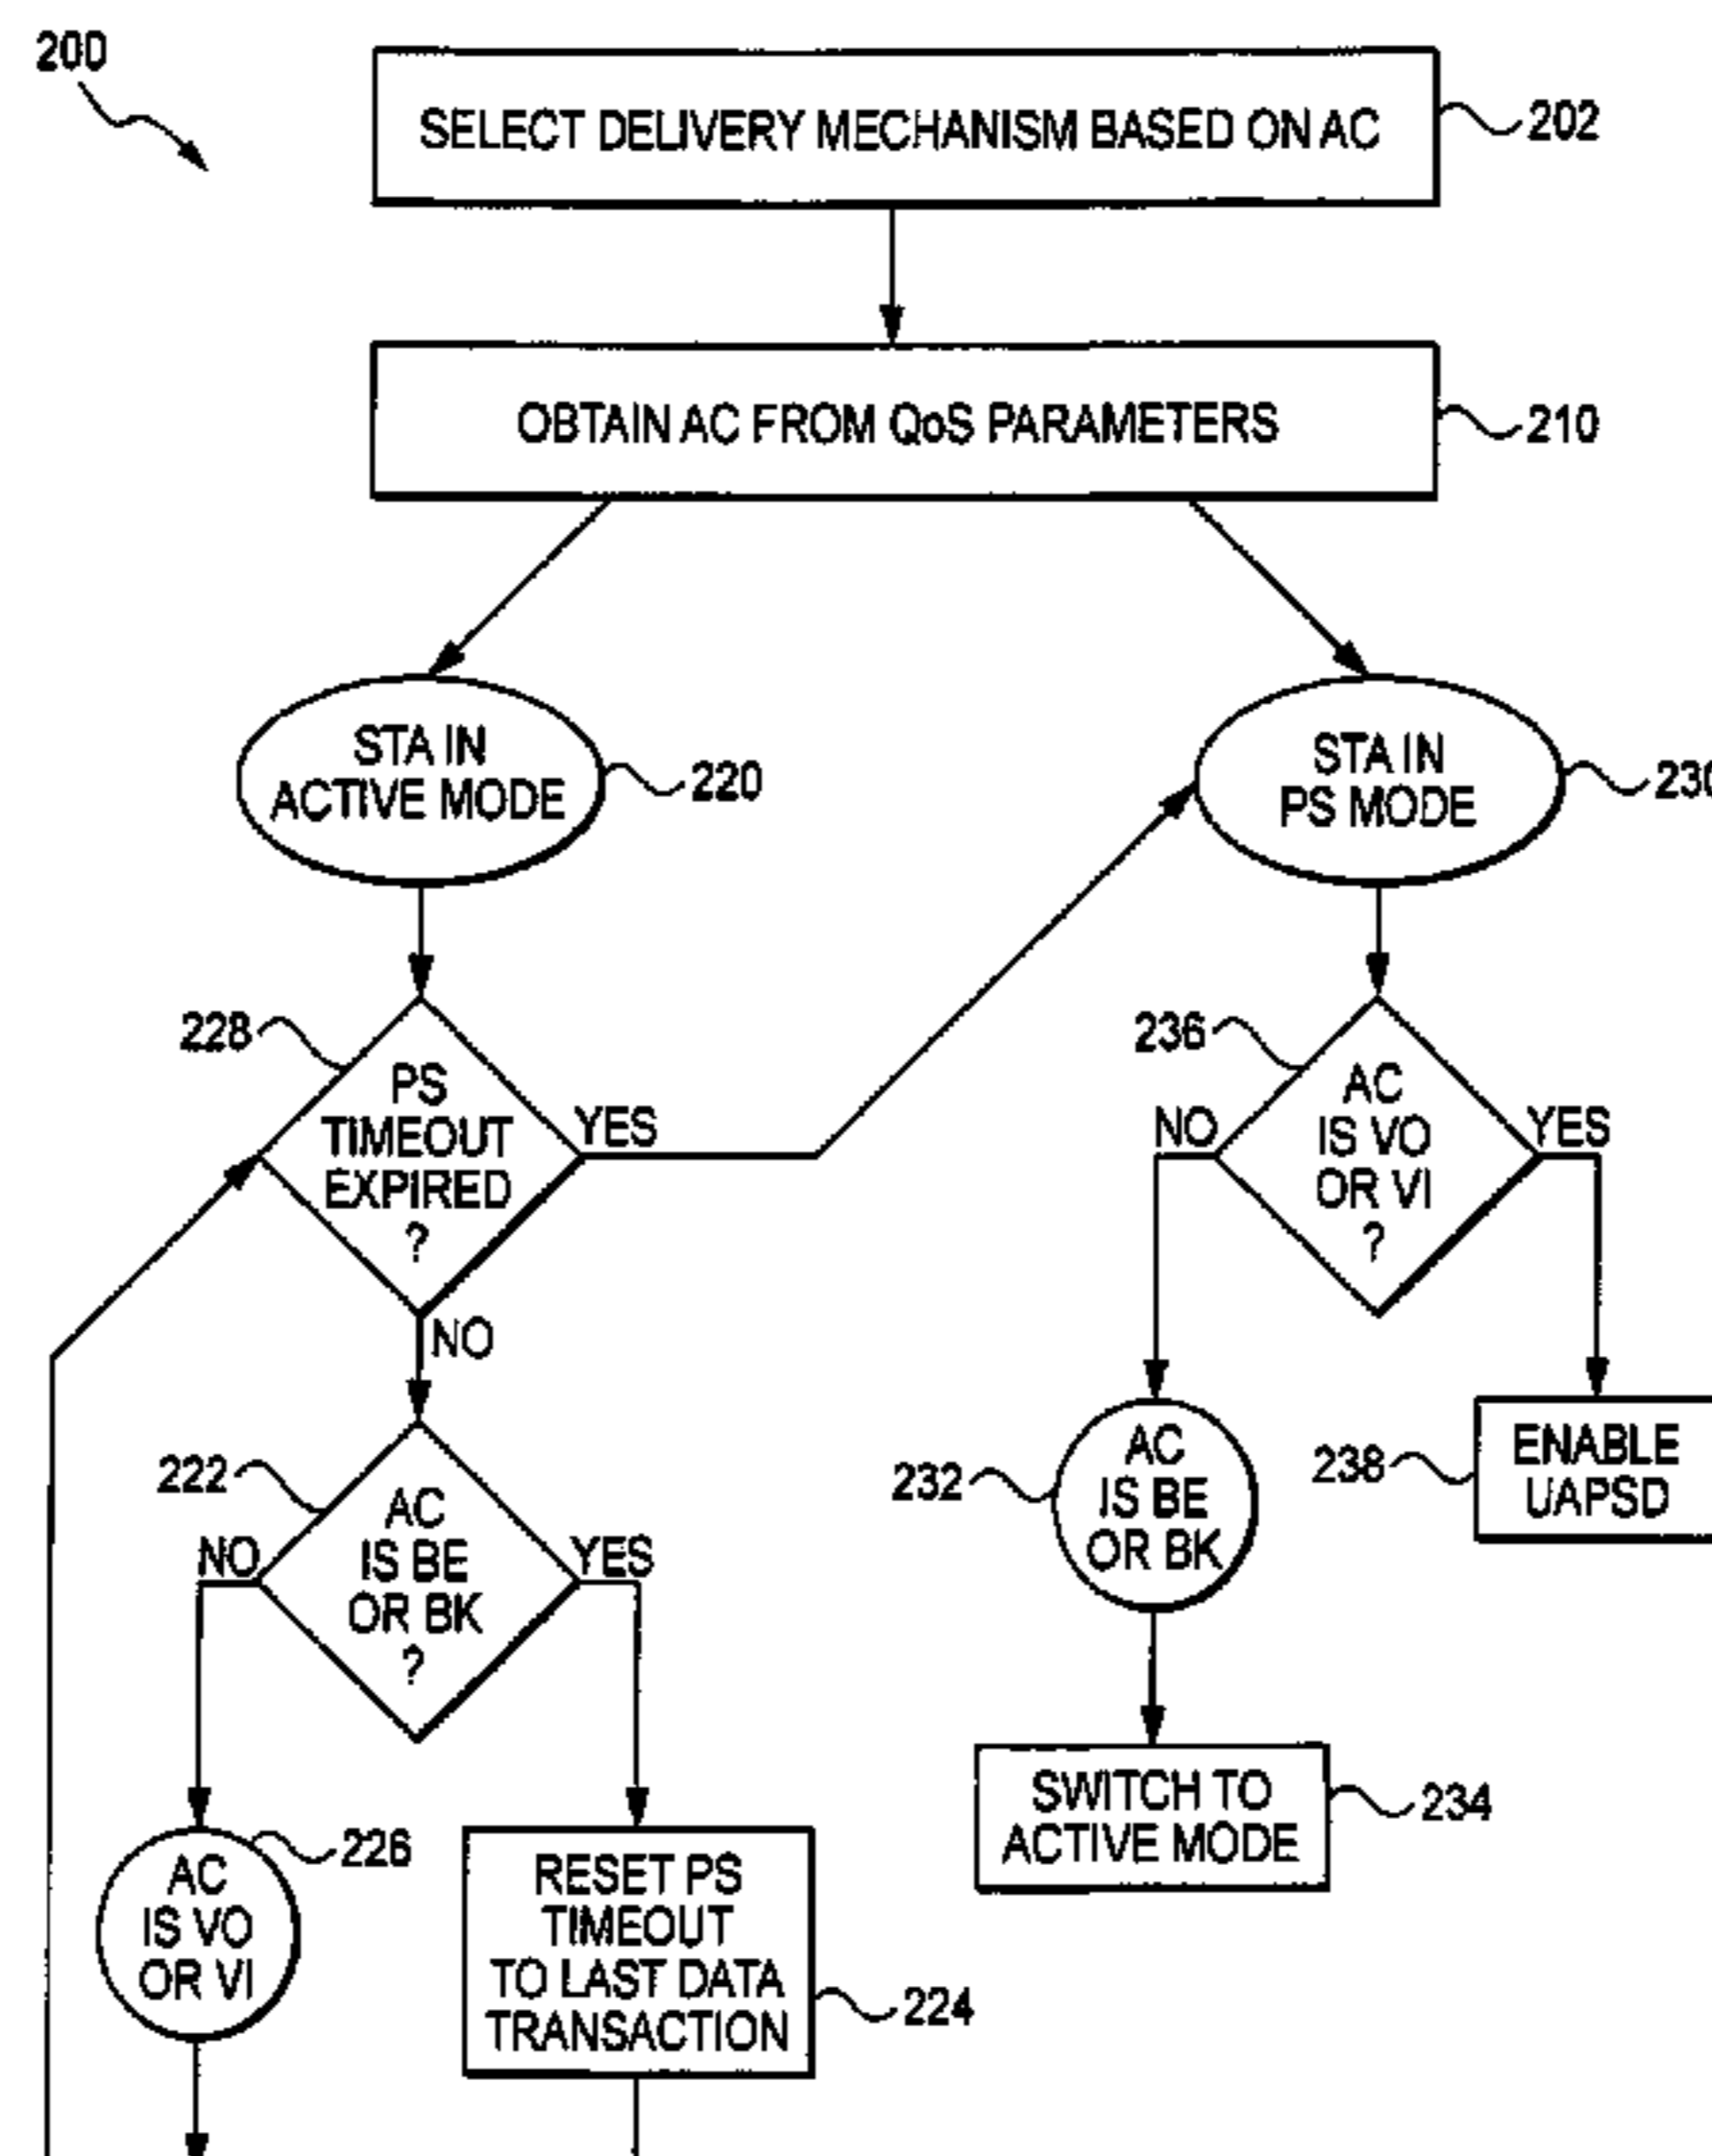 200
SELECT DELIVERY MECHANISM BASED ON AC
202
OBTAIN AC FROM QoS PARAMETERS
210
STA IN
ACTIVE MODE
220
STA IN
PS MODE
230
228
PS
TIMEOUT
EXPIRED
?
YES
NO
236
AC
IS VO
OR VI
?
NO
YES
222
AC
IS BE
OR BK
?
NO
YES
232
AC
IS BE
OR BK
238
ENABLE
UAPSD
SWITCH TO
ACTIVE MODE
234
226
AC
IS VO
OR VI
RESET PS
TIMEOUT
TO LAST DATA
TRANSACTION
224